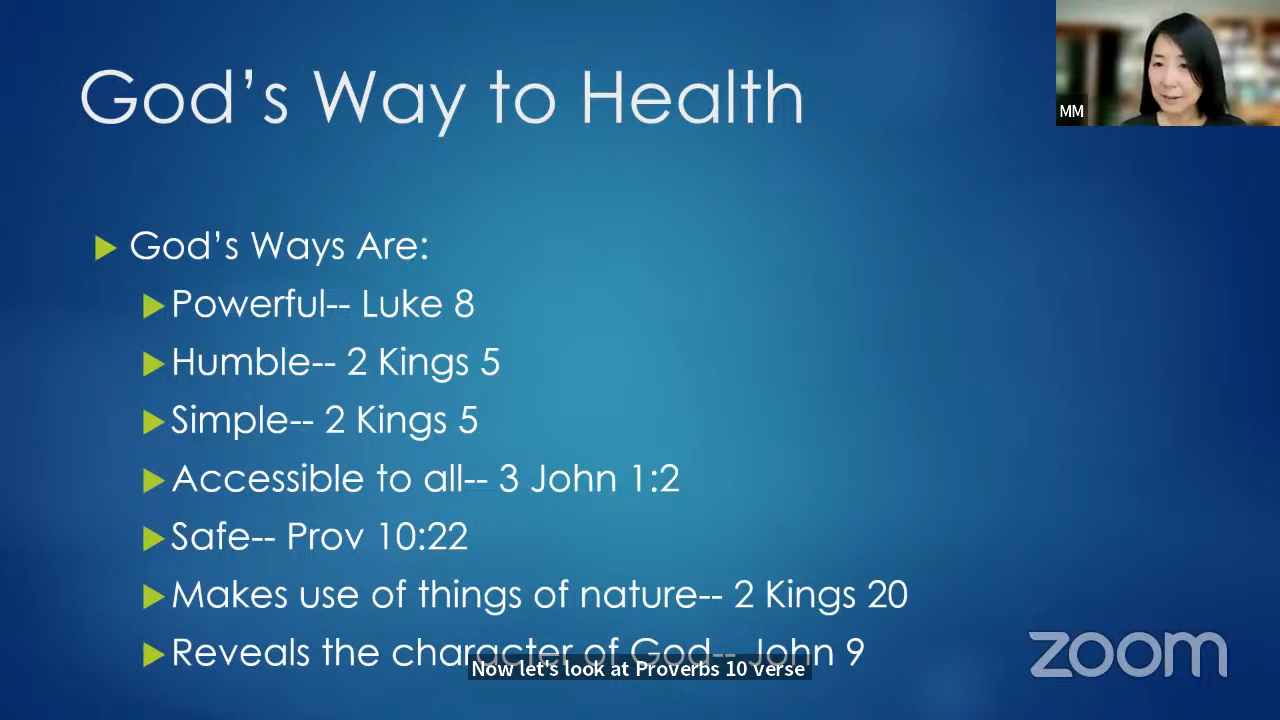 God's Way to Health
MM
God's Ways Are:
Powerful-- Luke 8
Humble-- 2 Kings 5
Simple-- 2 Kings 5
Accessible to all-- 3 John 1:2
Safe-- Prov 10:22
Makes use of things of nature-- 2 Kings 20
Reveals the character of God-- John 9
Now let's look at Proverbs 10 verse
zoom